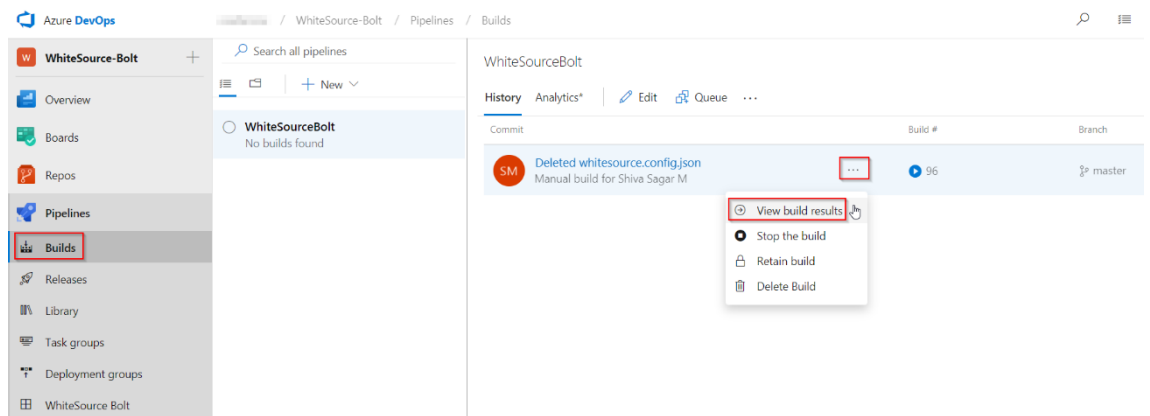 Azure DevOps
/ WhiteSource-Bolt / Pipelines / Builds
W WhiteSource-Bolt
Overview
Boards
Repos
Pipelines
Builds
Releases
Library
Task groups
Deployment groups
WhiteSource Bolt
Search all pipelines
New
WhiteSourceBolt
No builds found
WhiteSourceBolt
History Analytics* Edit Queue ...
Commit Build # Branch
SM Deleted whitesource.config.json ... 96 master
Manual build for Shiva Sagar M
View build results
Stop the build
Retain build
Delete Build